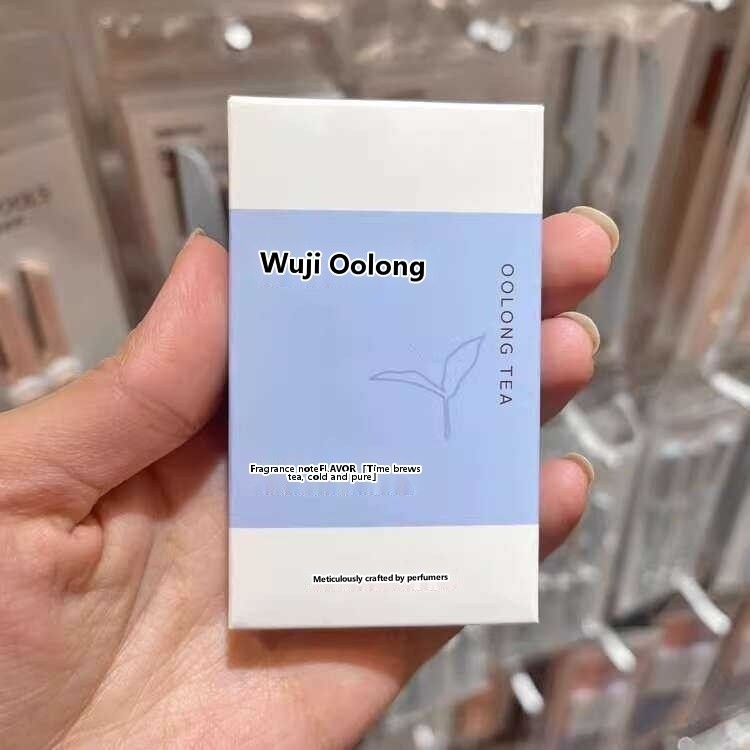 Wuji Oolong
OOLONG TEA
Fragrance noteFLAVOR「Time brews
tea, cold and pure」
Meticulously crafted by perfumers